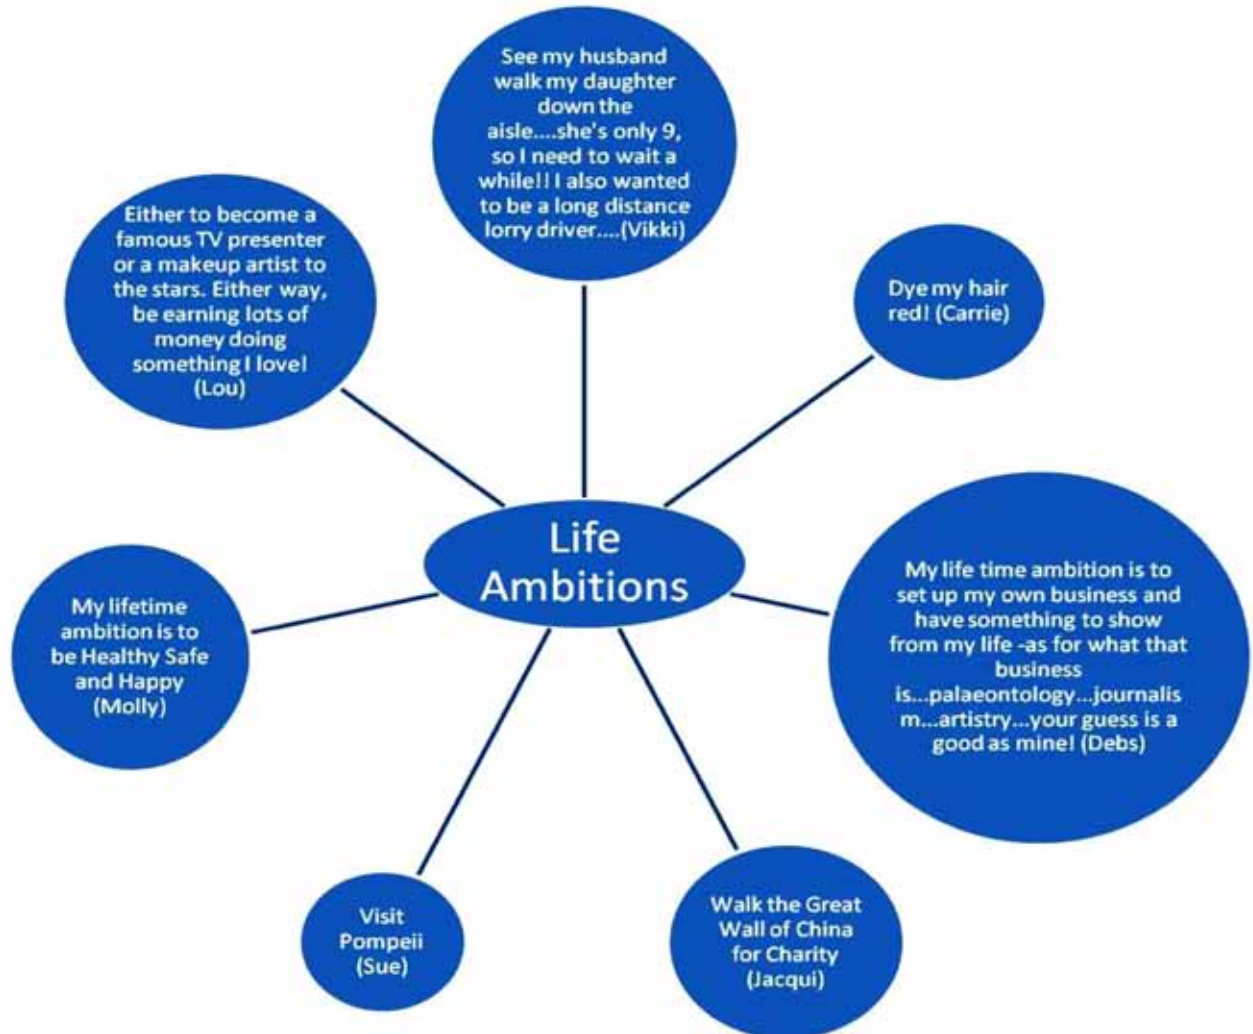 See my husband
walk my daughter
down the
aisle....she's only 9,
so I need to wait a
while!! I also wanted
to be a long distance
lorry driver....(Vikki)
Either to become a
famous TV presenter
or a makeup artist to
the stars. Either way,
be earning lots of
money doing
something I love!
(Lou)
Dye my hair
red! (Carrie)
Life
Ambitions
My lifetime
ambition is to
be Healthy Safe
and Happy
(Molly)
My life time ambition is to
set up my own business and
have something to show
from my life -as for what that
business
is...palaeontology...journalis
m...artistry...your guess is a
good as mine! (Debs)
Visit
Pompeii
(Sue)
Walk the Great
Wall of China
for Charity
(Jacqui)